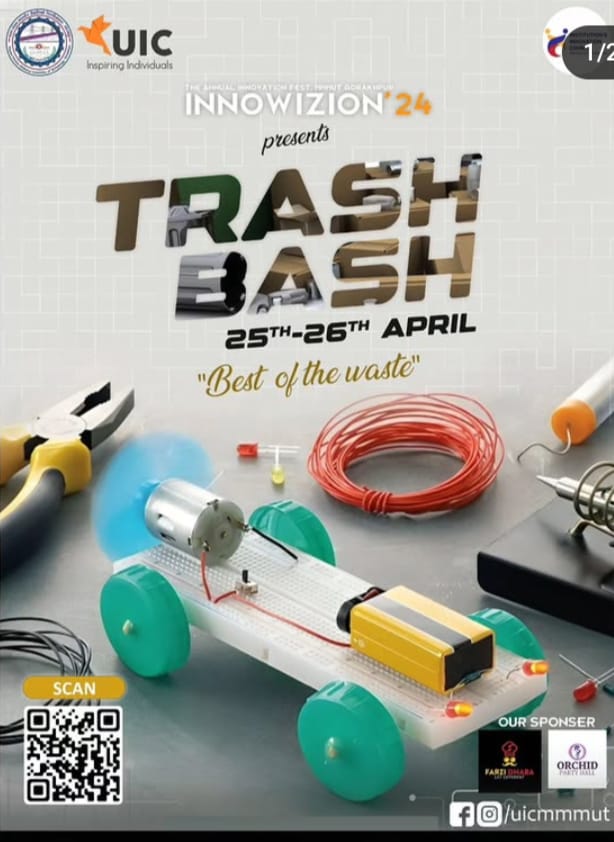 UIC
Inspiring Individuals
1/2
THE ANNUAL INNOVATION FEST, MMMUT GORAKHPUR
INNOWIZION'24
presents
TRASH
BASH
25TH-26TH APRIL
"Best of the waste"
SCAN
OUR SPONSER
FARZI DHABA
ORCHID
PARTY HALL
/uicmmmut